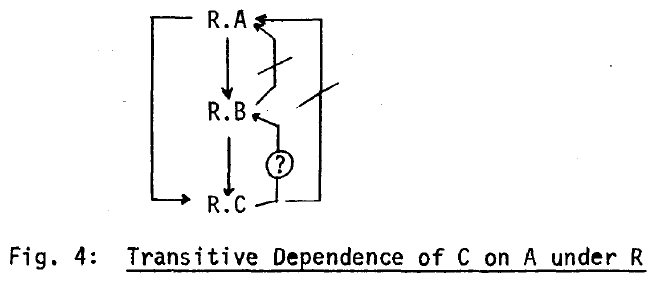 R.A
R.B
?
R.C
Fig. 4: Transitive Dependence of C on A under R